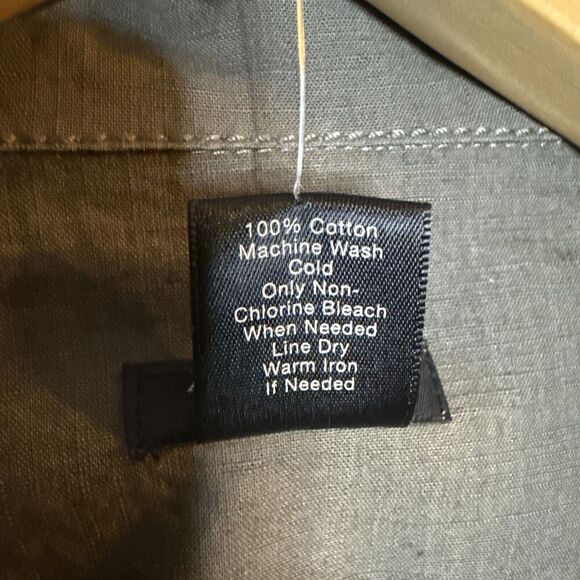 100% Cotton
Machine Wash
Cold
Only Non-
Chlorine Bleach
When Needed
Line Dry
Warm Iron
If Needed